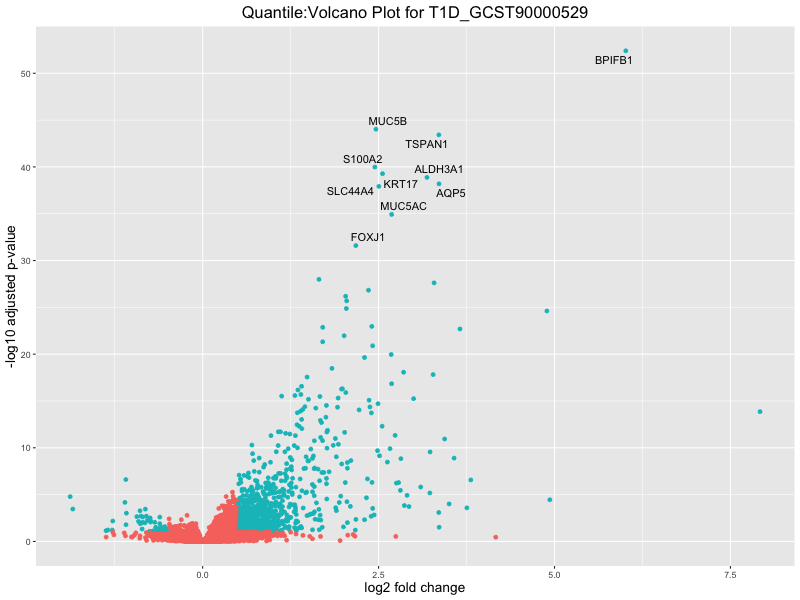 Quantile:Volcano Plot for T1D_GCST90000529
BPIFB1
MUC5B
TSPAN1
S100A2
ALDH3A1
KRT17
SLC44A4
AQP5
MUC5AC
FOXJ1
-log10 adjusted p-value
50
40
30
20
10
0
0.0 2.5 5.0 7.5
log2 fold change